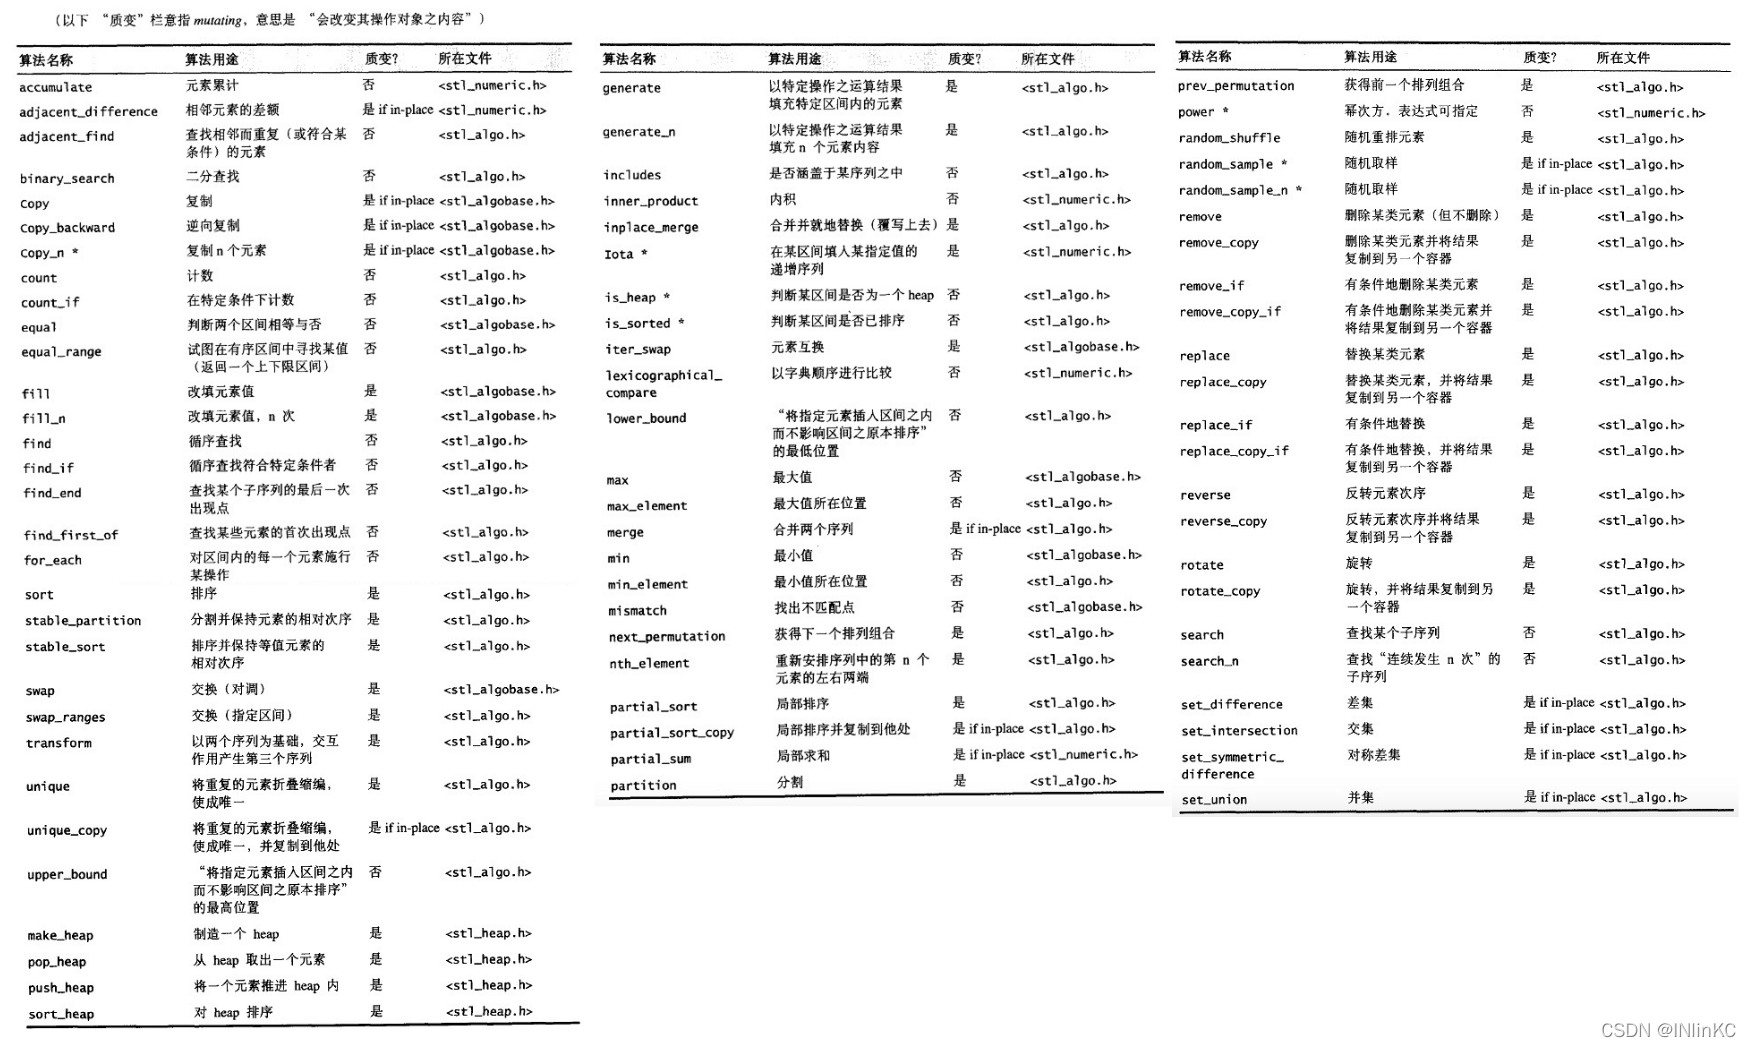 （以下 “质变”栏意指 mutating，意思是 “会改变其操作对象之内容”）
算法名称 算法用途 质变？ 所在文件
accumulate 元素累计 否 <stl_numeric.h>
adjacent_difference 相邻元素的差额 是 if in-place <stl_numeric.h>
adjacent_find 查找相邻而重复（或符合某 否 <stl_algo.h>
条件）的元素
binary_search 二分查找 否 <stl_algo.h>
Copy 复制 是 if in-place <stl_algobase.h>
Copy_backward 逆向复制 是 if in-place <stl_algobase.h>
Copy_n * 复制 n 个元素 是 if in-place <stl_algobase.h>
count 计数 否 <stl_algo.h>
count_if 在特定条件下计数 否 <stl_algo.h>
equal 判断两个区间相等与否 否 <stl_algobase.h>
equal_range 试图在有序区间中寻找某值 否 <stl_algo.h>
（返回一个上下限区间）
fill 改填元素值 是 <stl_algobase.h>
fill_n 改填元素值，n 次 是 <stl_algobase.h>
find 循序查找 否 <stl_algo.h>
find_if 循序查找符合特定条件者 否 <stl_algo.h>
find_end 查找某个子序列的最后一次 否 <stl_algo.h>
出现点
find_first_of 查找某些元素的首次出现点 否 <stl_algo.h>
for_each 对区间内的每一个元素施行 否 <stl_algo.h>
某操作
sort 排序 是 <stl_algo.h>
stable_partition 分割并保持元素的相对次序 是 <stl_algo.h>
stable_sort 排序并保持等值元素的 是 <stl_algo.h>
相对次序
swap 交换（对调） 是 <stl_algobase.h>
swap_ranges 交换（指定区间） 是 <stl_algo.h>
transform 以两个序列为基础，交互 是 <stl_algo.h>
作用产生第三个序列
unique 将重复的元素折叠缩编， 是 <stl_algo.h>
使成唯一
unique_copy 将重复的元素折叠缩编， 是 if in-place <stl_algo.h>
使成唯一，并复制到他处
upper_bound “将指定元素插入区间之内 否 <stl_algo.h>
而不影响区间之原本排序”
的最高位置
make_heap 制造一个 heap 是 <stl_heap.h>
pop_heap 从 heap 取出一个元素 是 <stl_heap.h>
push_heap 将一个元素推进 heap 内 是 <stl_heap.h>
sort_heap 对 heap 排序 是 <stl_heap.h>
算法名称 算法用途 质变？ 所在文件
generate 以特定操作之运算结果 是 <stl_algo.h>
填充特定区间内的元素
generate_n 以特定操作之运算结果 是 <stl_algo.h>
填充 n 个元素内容
includes 是否涵盖于某序列之中 否 <stl_algo.h>
inner_product 内积 否 <stl_numeric.h>
inplace_merge 合并并就地替换（覆写上去） 是 <stl_algo.h>
Iota * 在某区间填入某指定值的 是 <stl_numeric.h>
递增序列
is_heap * 判断某区间是否为一个 heap 否 <stl_algo.h>
is_sorted * 判断某区间是否已排序 否 <stl_algo.h>
iter_swap 元素互换 是 <stl_algobase.h>
lexicographical_ 以字典顺序进行比较 否 <stl_numeric.h>
compare
lower_bound “将指定元素插入区间之内 否 <stl_algo.h>
而不影响区间之原本排序”
的最低位置
max 最大值 否 <stl_algobase.h>
max_element 最大值所在位置 否 <stl_algo.h>
merge 合并两个序列 是 if in-place <stl_algo.h>
min 最小值 否 <stl_algobase.h>
min_element 最小值所在位置 否 <stl_algo.h>
mismatch 找出不匹配点 否 <stl_algobase.h>
next_permutation 获得下一个排列组合 是 <stl_algo.h>
nth_element 重新安排序列中的第 n 个 是 <stl_algo.h>
元素的左右两端
partial_sort 局部排序 是 <stl_algo.h>
partial_sort_copy 局部排序并复制到他处 是 if in-place <stl_algo.h>
partial_sum 局部求和 是 if in-place <stl_numeric.h>
partition 分割 是 <stl_algo.h>
算法名称 算法用途 质变？ 所在文件
prev_permutation 获得前一个排列组合 是 <stl_algo.h>
power * 幂次方．表达式可指定 否 <stl_numeric.h>
random_shuffle 随机重排元素 是 <stl_algo.h>
random_sample * 随机取样 是 if in-place <stl_algo.h>
random_sample_n * 随机取样 是 if in-place <stl_algo.h>
remove 删除某类元素（但不删除） 是 <stl_algo.h>
remove_copy 删除某类元素并将结果 是 <stl_algo.h>
复制到另一个容器
remove_if 有条件地删除某类元素 是 <stl_algo.h>
remove_copy_if 有条件地删除某类元素并 是 <stl_algo.h>
将结果复制到另一个容器
replace 替换某类元素 是 <stl_algo.h>
replace_copy 替换某类元素，并将结果 是 <stl_algo.h>
复制到另一个容器
replace_if 有条件地替换 是 <stl_algo.h>
replace_copy_if 有条件地替换，并将结果 是 <stl_algo.h>
复制到另一个容器
reverse 反转元素次序 是 <stl_algo.h>
reverse_copy 反转元素次序并将结果 是 <stl_algo.h>
复制到另一个容器
rotate 旋转 是 <stl_algo.h>
rotate_copy 旋转，并将结果复制到另 是 <stl_algo.h>
一个容器
search 查找某个子序列 否 <stl_algo.h>
search_n 查找“连续发生 n 次”的 否 <stl_algo.h>
子序列
set_difference 差集 是 if in-place <stl_algo.h>
set_intersection 交集 是 if in-place <stl_algo.h>
set_symmetric_ 对称差集 是 if in-place <stl_algo.h>
difference
set_union 并集 是 if in-place <stl_algo.h>
CSDN @INlinKC